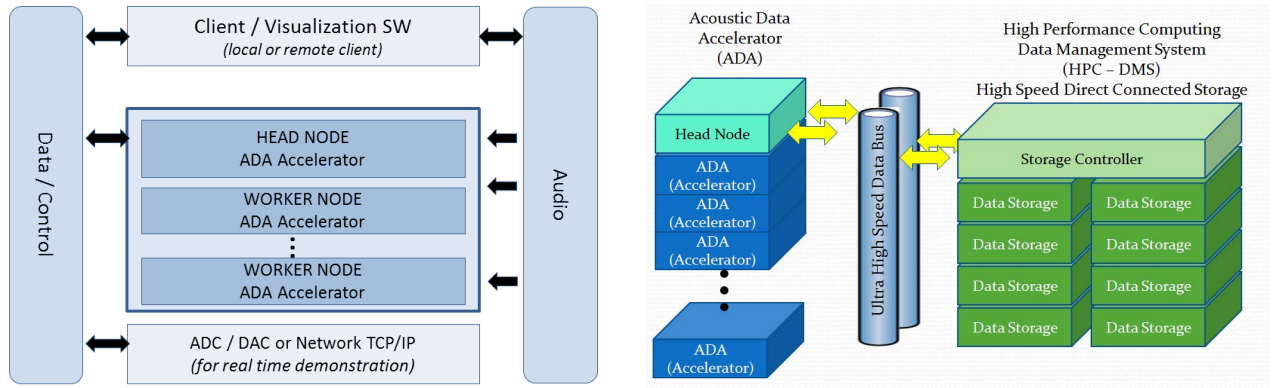 Data / Control
Client / Visualization SW
(local or remote client)
HEAD NODE
ADA Accelerator
WORKER NODE
ADA Accelerator
WORKER NODE
ADA Accelerator
ADC / DAC or Network TCP/IP
(for real time demonstration)
Audio
Acoustic Data
Accelerator
(ADA)
Head Node
ADA
(Accelerator)
ADA
(Accelerator)
ADA
(Accelerator)
ADA
(Accelerator)
Ultra High Speed Data Bus
High Performance Computing
Data Management System
(HPC – DMS)
High Speed Direct Connected Storage
Storage Controller
Data Storage
Data Storage
Data Storage
Data Storage
Data Storage
Data Storage
Data Storage
Data Storage